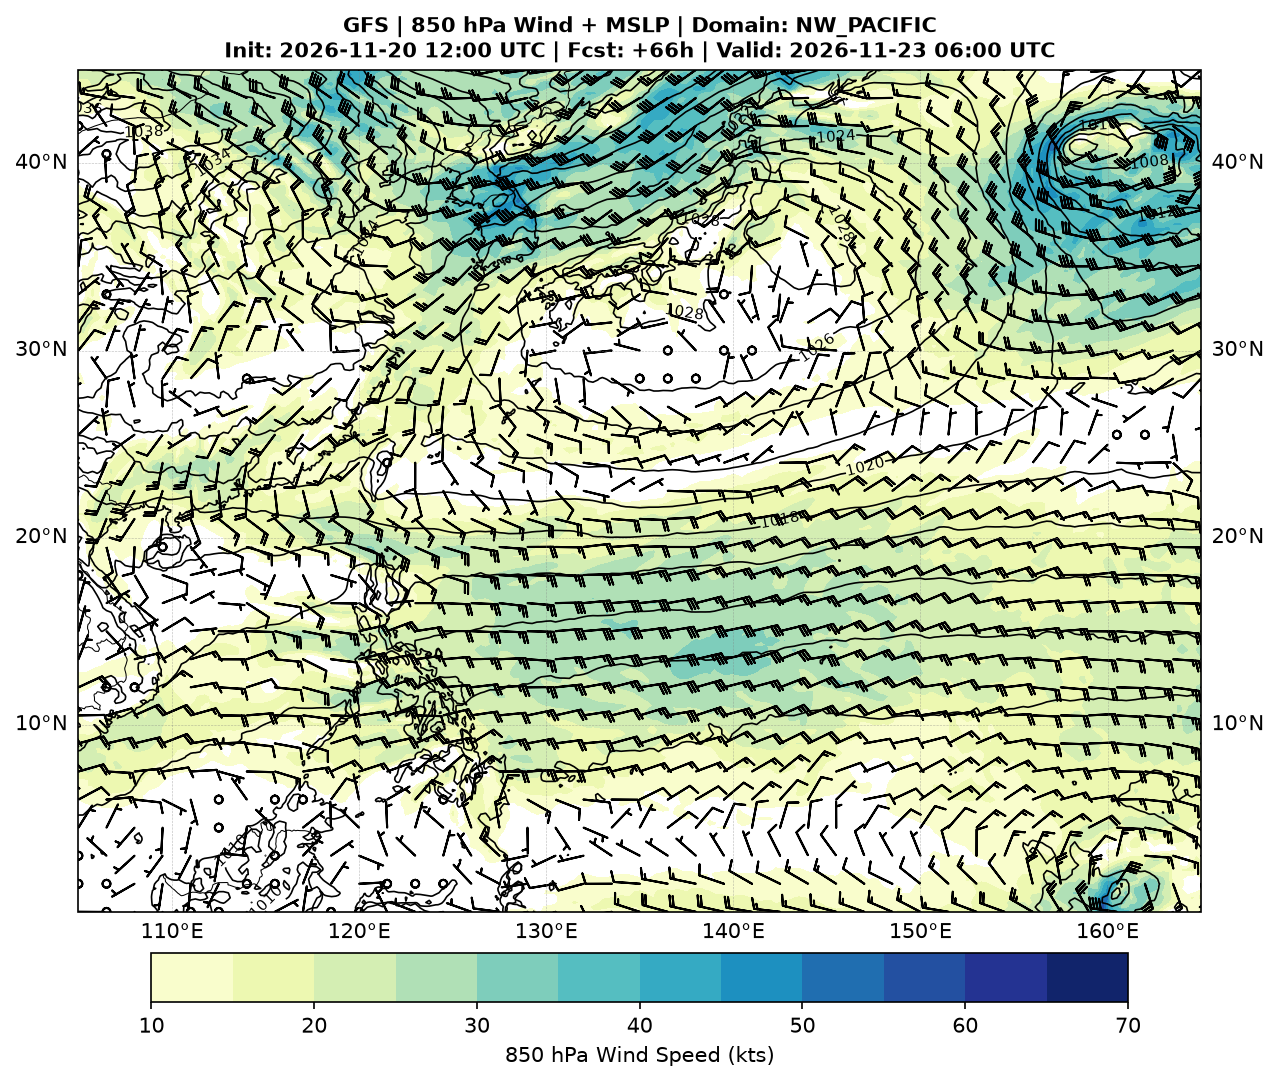 GFS | 850 hPa Wind + MSLP | Domain: NW_PACIFIC
Init: 2026-11-20 12:00 UTC | Fcst: +66h | Valid: 2026-11-23 06:00 UTC
1038
1034
1024
1008
1012
1028
1028
1028
1026
1020
1018
40°N
40°N
30°N
30°N
20°N
20°N
10°N
10°N
110°E
120°E
130°E
140°E
150°E
160°E
10
20
30
40
50
60
70
850 hPa Wind Speed (kts)